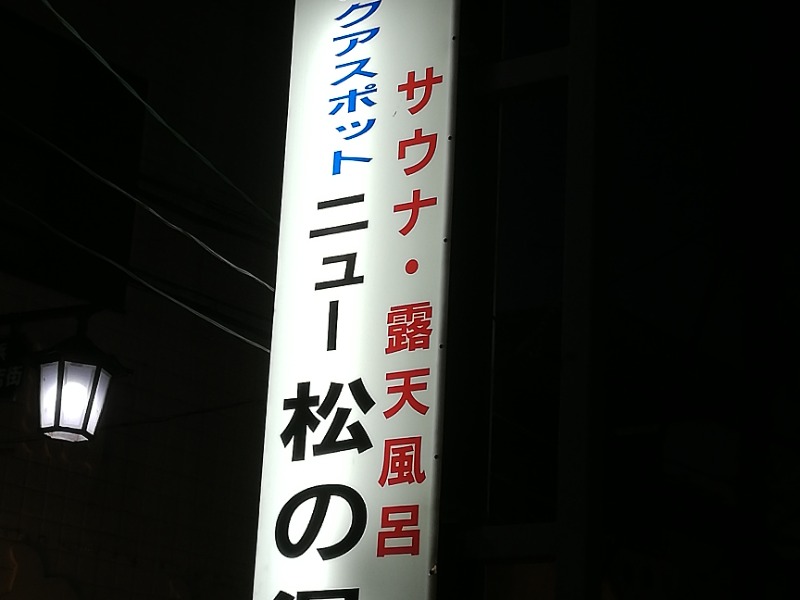 サウナ・露天風呂
クアスポット
ニュー松の